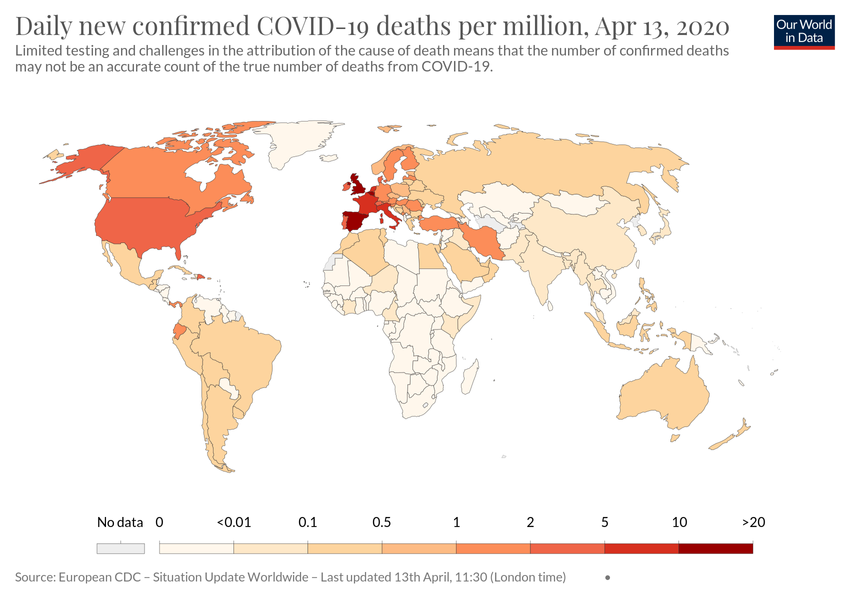 Daily new confirmed COVID-19 deaths per million, Apr 13, 2020
Our World
in Data
Limited testing and challenges in the attribution of the cause of death means that the number of confirmed deaths
may not be an accurate count of the true number of deaths from COVID-19.
No data 0 <0.01 0.1 0.5 1 2 5 10 >20
Source: European CDC – Situation Update Worldwide – Last updated 13th April, 11:30 (London time) •